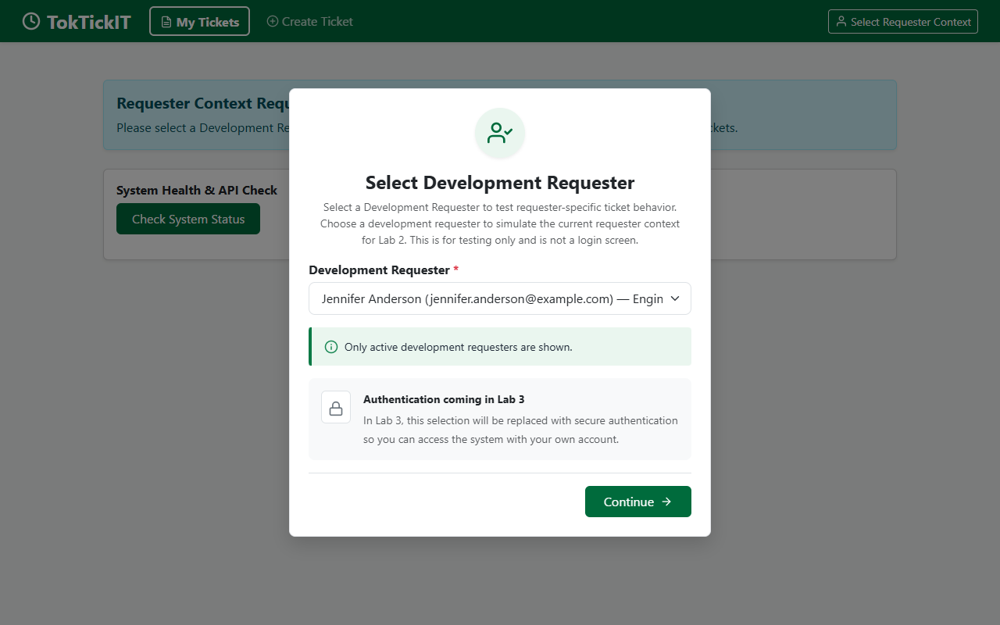 TokTickIT
My Tickets
Create Ticket
Select Requester Context
Requester Context Requ
Please select a Development Re
ckets.
System Health & API Check
Check System Status
Select Development Requester
Select a Development Requester to test requester-specific ticket behavior.
Choose a development requester to simulate the current requester context
for Lab 2. This is for testing only and is not a login screen.
Development Requester *
Jennifer Anderson (jennifer.anderson@example.com) — Engin
Only active development requesters are shown.
Authentication coming in Lab 3
In Lab 3, this selection will be replaced with secure authentication
so you can access the system with your own account.
Continue